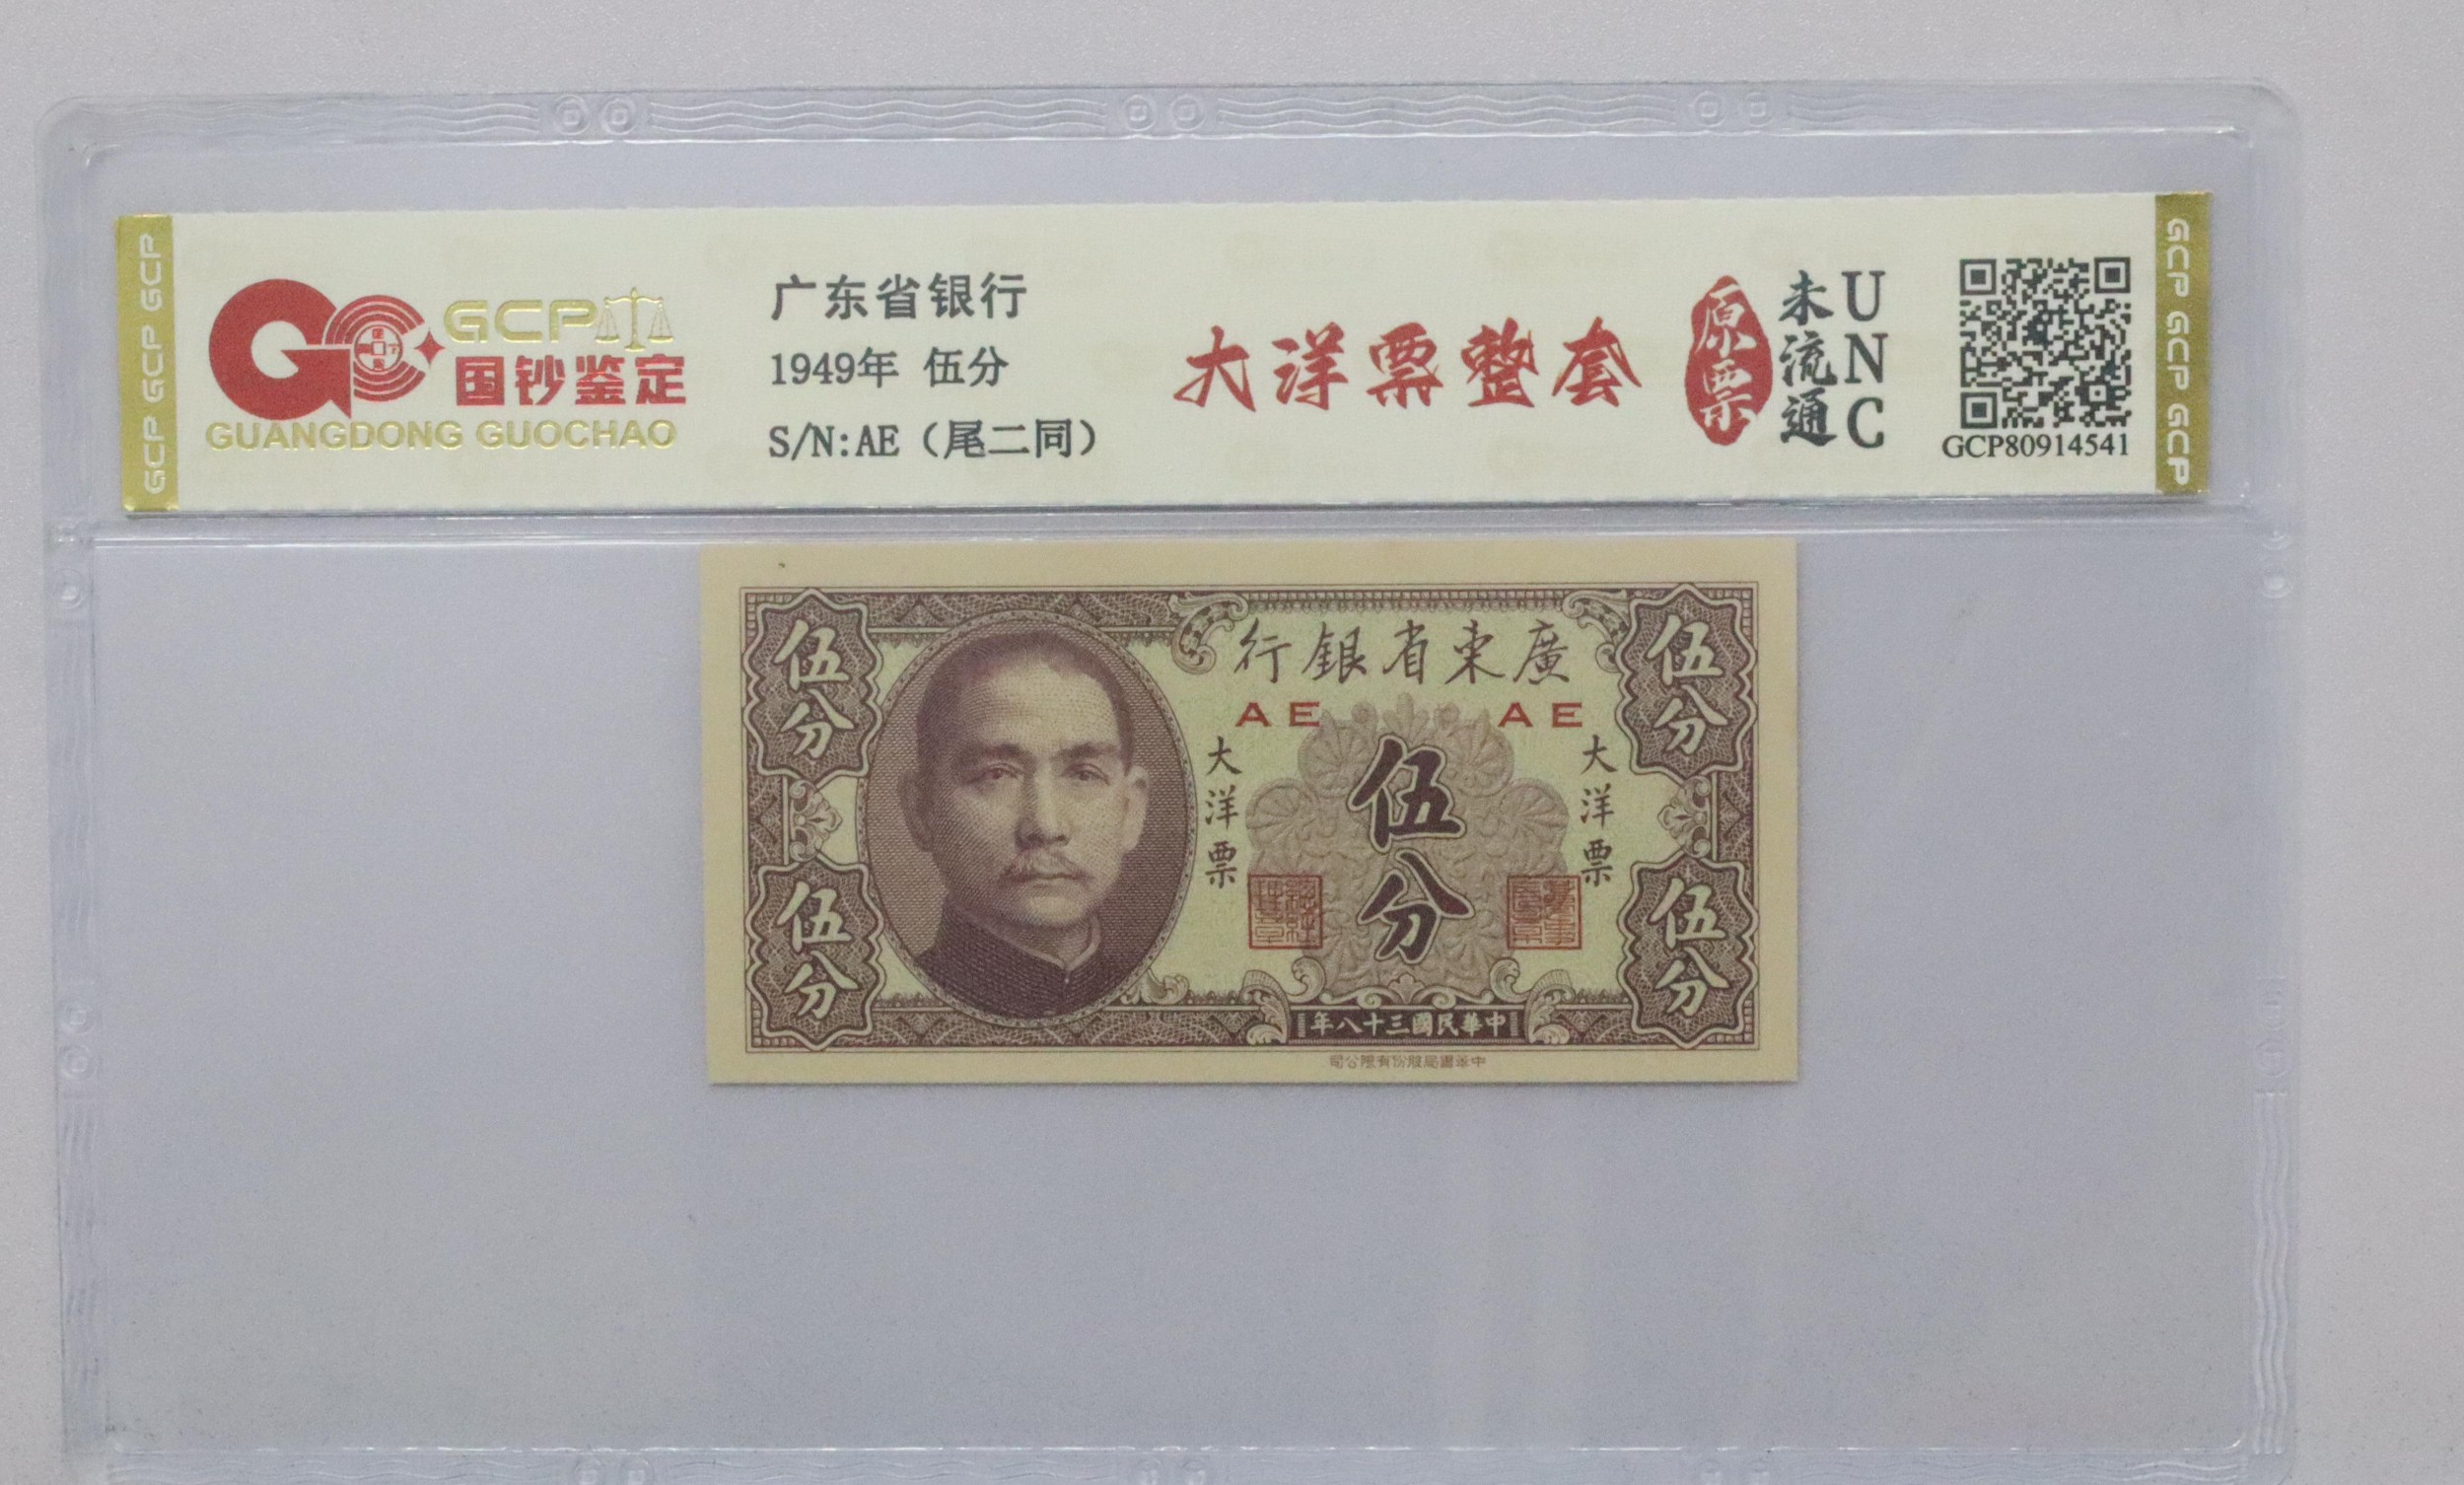 GCP GCP GCP
GCP
国钞鉴定
GUANGDONG GUOCHAO
广东省银行
1949年 伍分
S/N:AE（尾二同）
大洋票整套
原票
未流通
UNC
GCP80914541
GCP GCP GCP
廣東省銀行
AE AE
伍分
伍分
大洋票
伍分
大洋票
伍分
伍分
中華民國三十八年
中華書局股份有限公司